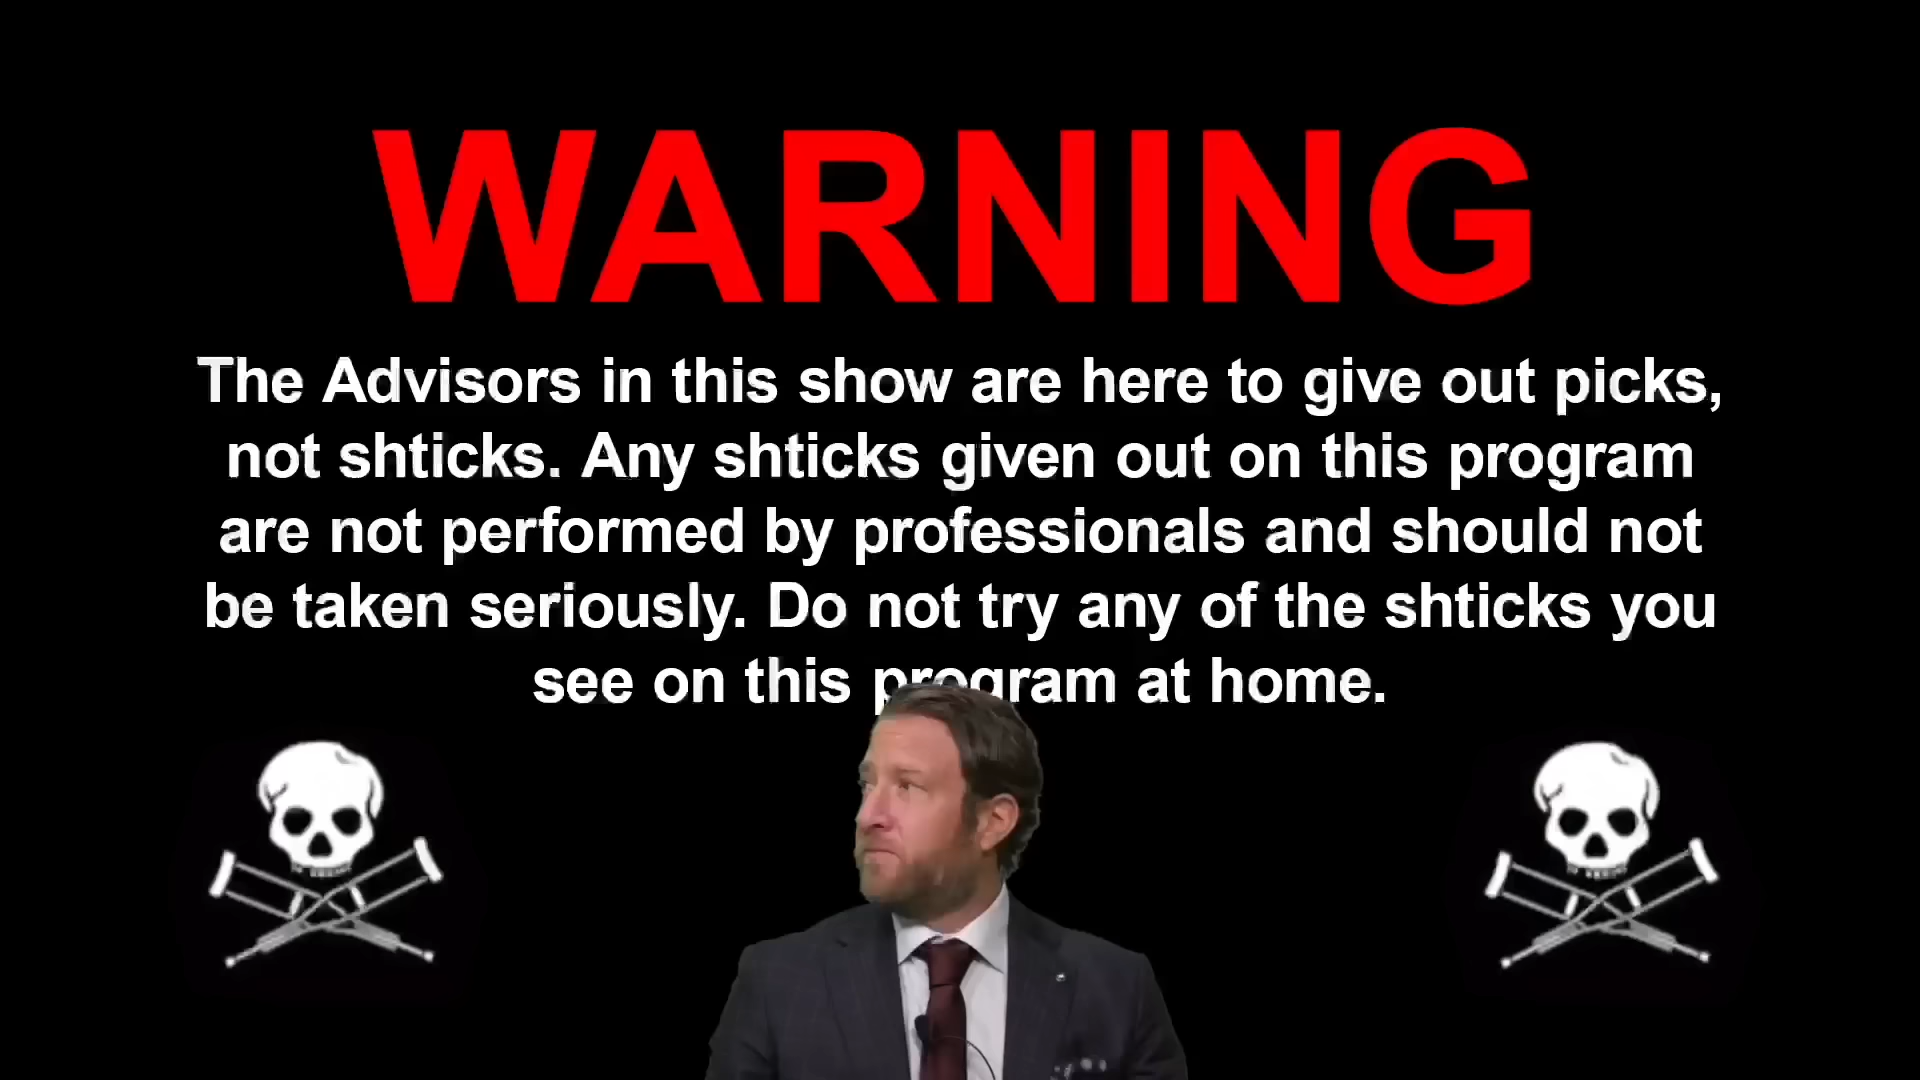 WARNING
The Advisors in this show are here to give out picks,
not shticks. Any shticks given out on this program
are not performed by professionals and should not
be taken seriously. Do not try any of the shticks you
see on this program at home.